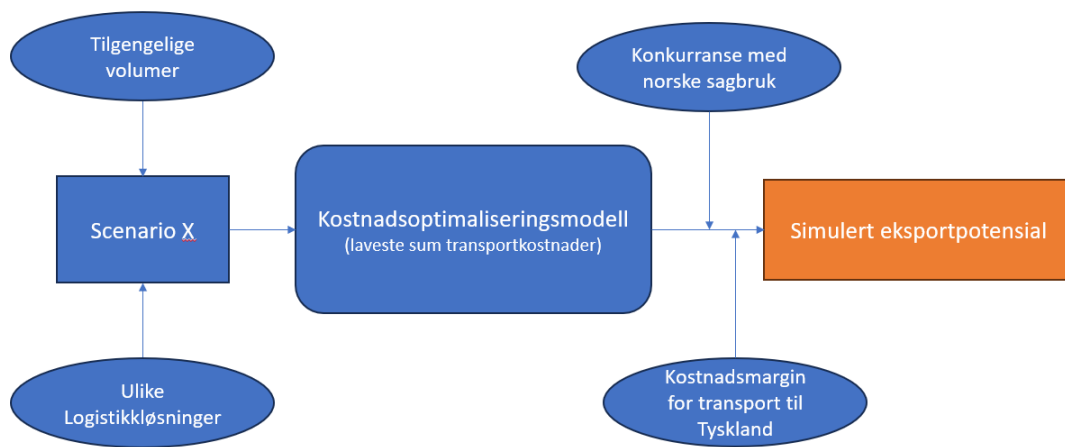 Tilgengelige
volumer
Konkurranse med
norske sagbruk
Scenario X
Kostnadsoptimaliseringsmodell
(laveste sum transportkostnader)
Simulert eksportpotensial
Ulike
Logistikkløsninger
Kostnadsmargin
for transport til
Tyskland